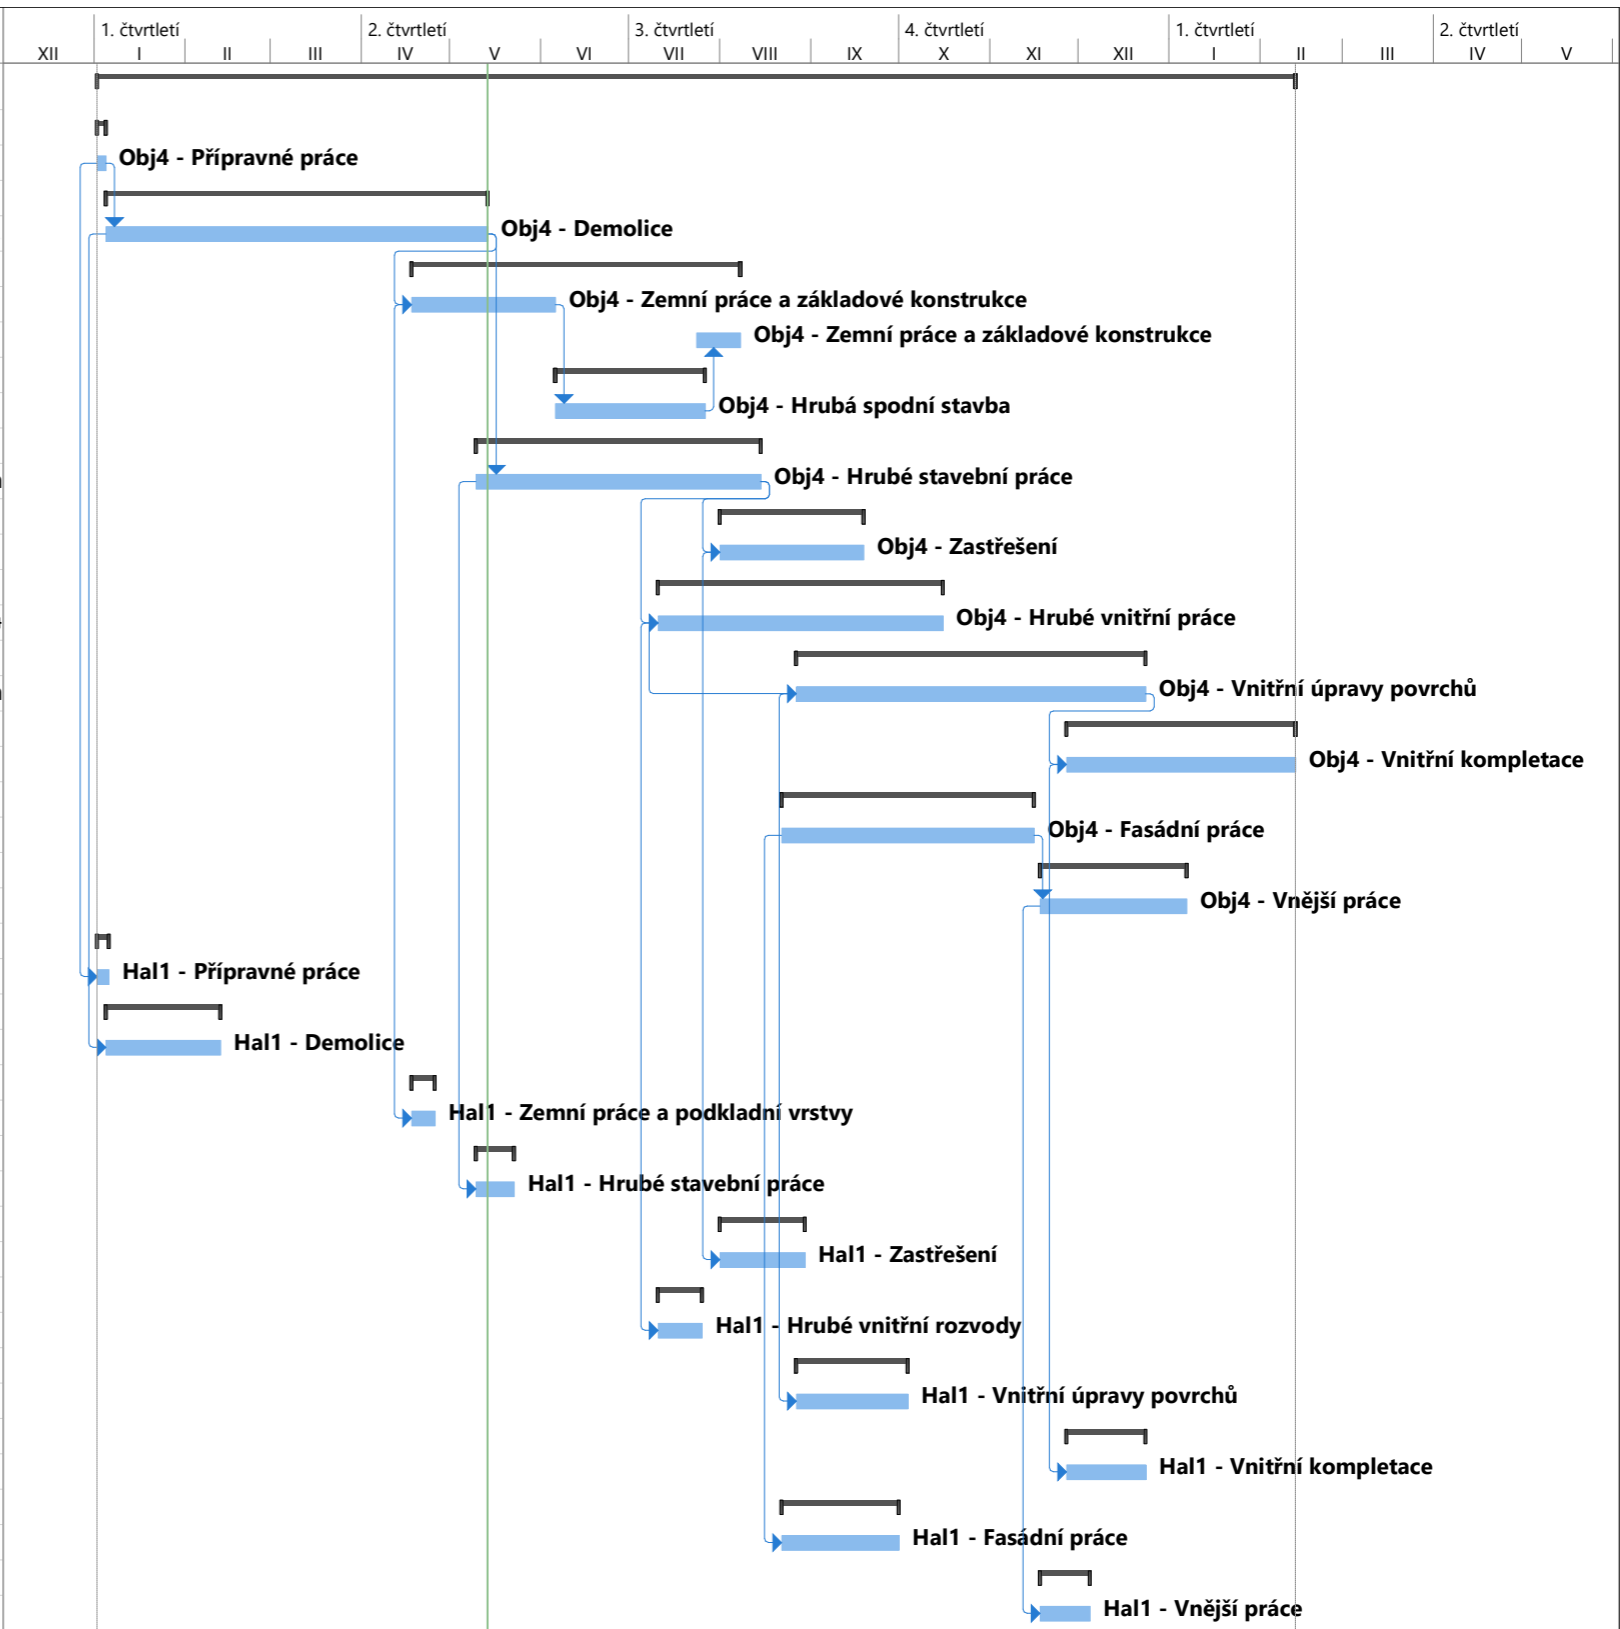 1. čtvrtletí 2. čtvrtletí 3. čtvrtletí 4. čtvrtletí 1. čtvrtletí 2. čtvrtletí
XII I II III IV V VI VII VIII IX X XI XII I II III IV V
Obj4 - Přípravné práce
Obj4 - Demolice
Obj4 - Zemní práce a základové konstrukce
Obj4 - Zemní práce a základové konstrukce
Obj4 - Hrubá spodní stavba
Obj4 - Hrubé stavební práce
Obj4 - Zastřešení
Obj4 - Hrubé vnitřní práce
Obj4 - Vnitřní úpravy povrchů
Obj4 - Vnitřní kompletace
Obj4 - Fasádní práce
Obj4 - Vnější práce
Hal1 - Přípravné práce
Hal1 - Demolice
Hal1 - Zemní práce a podkladní vrstvy
Hal1 - Hrubé stavební práce
Hal1 - Zastřešení
Hal1 - Hrubé vnitřní rozvody
Hal1 - Vnitřní úpravy povrchů
Hal1 - Vnitřní kompletace
Hal1 - Fasádní práce
Hal1 - Vnější práce